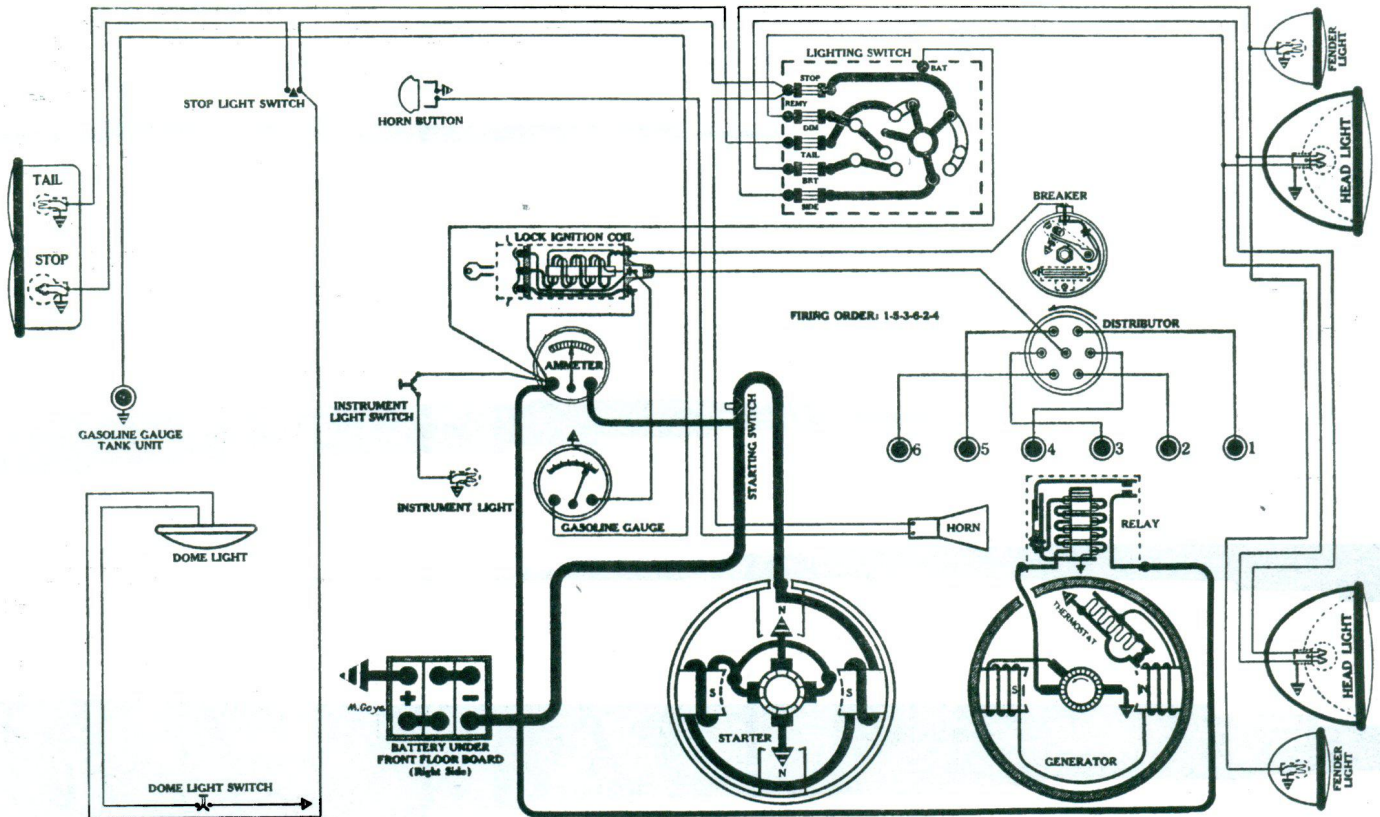 LIGHTING SWITCH
BAT
STOP
REMY
DIM
TAIL
BRT
SIDE
FENDER
LIGHT
HEAD LIGHT
STOP LIGHT SWITCH
HORN BUTTON
TAIL
STOP
BREAKER
LOCK IGNITION COIL
FIRING ORDER: 1-5-3-6-2-4
DISTRIBUTOR
AMMETER
INSTRUMENT
LIGHT SWITCH
STARTING SWITCH
GASOLINE GAUGE
TANK UNIT
6
5
4
3
2
1
INSTRUMENT LIGHT
GASOLINE GAUGE
HORN
RELAY
DOME LIGHT
THERMOSTAT
N
S
S
N
STARTER
S
N
GENERATOR
HEAD LIGHT
+
-
BATTERY UNDER
FRONT FLOOR BOARD
(Right Side)
DOME LIGHT SWITCH
FENDER
LIGHT